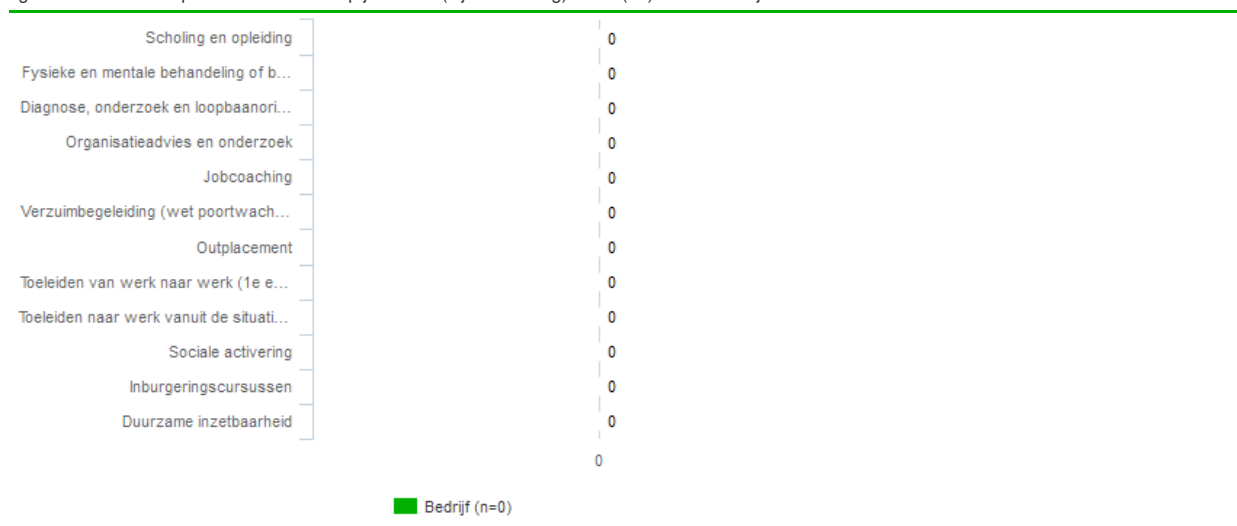 Scholing en opleiding 0
Fysieke en mentale behandeling of b... 0
Diagnose, onderzoek en loopbaanori... 0
Organisatieadvies en onderzoek 0
Jobcoaching 0
Verzuimbegeleiding (wet poortwach... 0
Outplacement 0
Toeleiden van werk naar werk (1e e... 0
Toeleiden naar werk vanuit de situati... 0
Sociale activering 0
Inburgeringscursussen 0
Duurzame inzetbaarheid 0
0
Bedrijf (n=0)